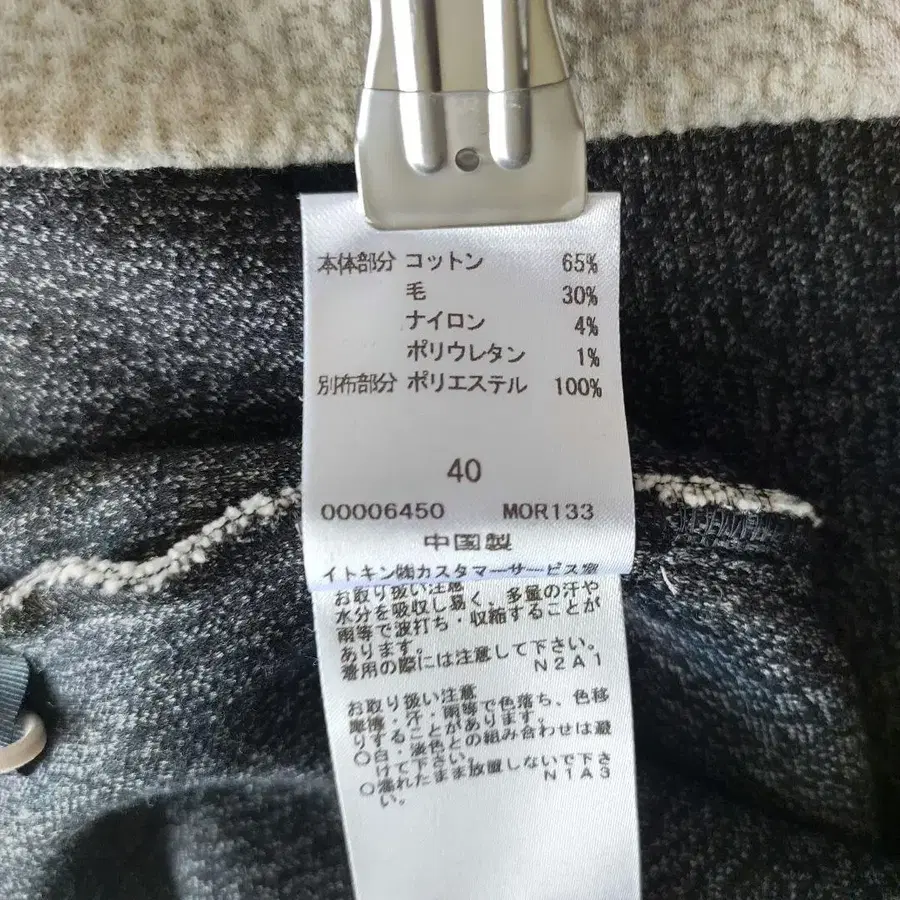 本体部分 コットン 65%
毛 30%
ナイロン 4%
ポリウレタン 1%
別布部分 ポリエステル 100%
40
00006450 MOR133
中国製
イトキン㈱カスタマーサービス室
お取り扱い注意
水分を吸収し易く、多量の汗や
雨等で波打ち・収縮することが
あります。
着用の際には注意して下さい。
N2A1
お取り扱い注意
摩擦・汗・雨等で色落ち、色移
りすることがあります。
○白・淡色との組み合わせは避
けて下さい。
○濡れたまま放置しないで下さ
い。
N1A3